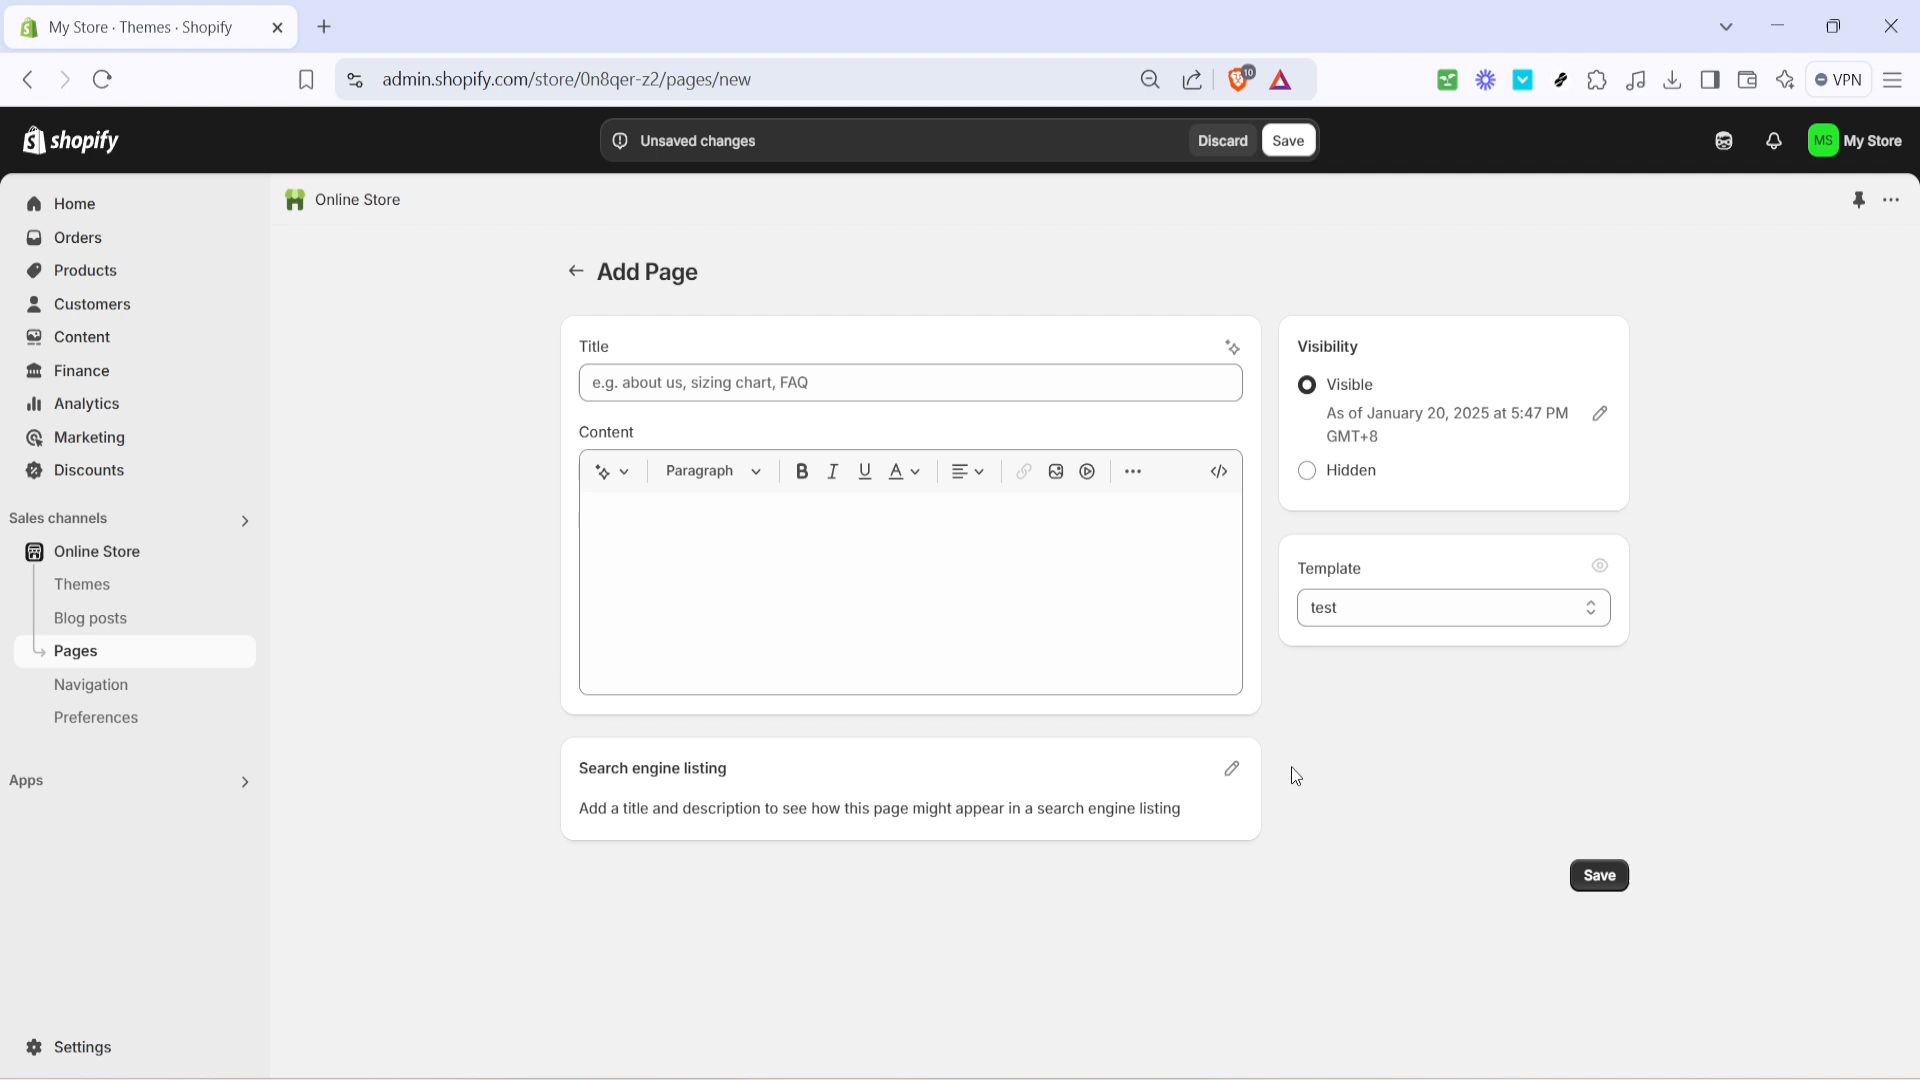 My Store · Themes · Shopify
admin.shopify.com/store/0n8qer-z2/pages/new
10
VPN
shopify
Unsaved changes
Discard
Save
MS
My Store
Home
Orders
Products
Customers
Content
Finance
Analytics
Marketing
Discounts
Sales channels
Online Store
Themes
Blog posts
Pages
Navigation
Preferences
Apps
Settings
Online Store
Add Page
Title
e.g. about us, sizing chart, FAQ
Content
Paragraph
B I U A
Search engine listing
Add a title and description to see how this page might appear in a search engine listing
Visibility
Visible
As of January 20, 2025 at 5:47 PM
GMT+8
Hidden
Template
test
Save